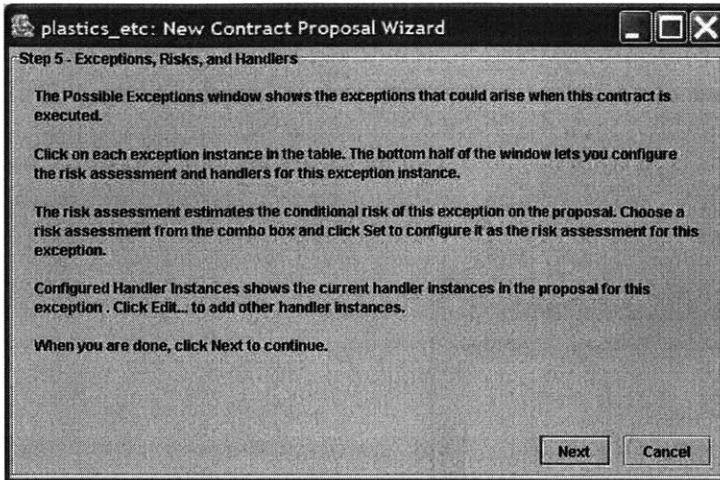 plastics_etc: New Contract Proposal Wizard
Step 5 - Exceptions, Risks, and Handlers
The Possible Exceptions window shows the exceptions that could arise when this contract is
executed.
Click on each exception instance in the table. The bottom half of the window lets you configure
the risk assessment and handlers for this exception instance.
The risk assessment estimates the conditional risk of this exception on the proposal. Choose a
risk assessment from the combo box and click Set to configure it as the risk assessment for this
exception.
Configured Handler Instances shows the current handler instances in the proposal for this
exception . Click Edit... to add other handler instances.
When you are done, click Next to continue.
Next Cancel